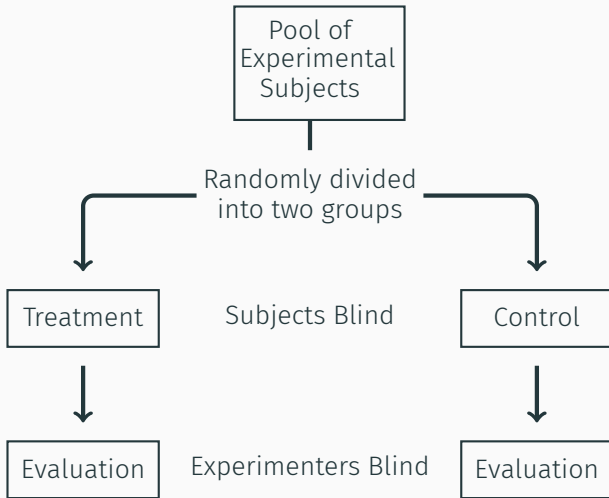 Pool of
Experimental
Subjects
Randomly divided
into two groups
Treatment
Subjects Blind
Control
Evaluation
Experimenters Blind
Evaluation